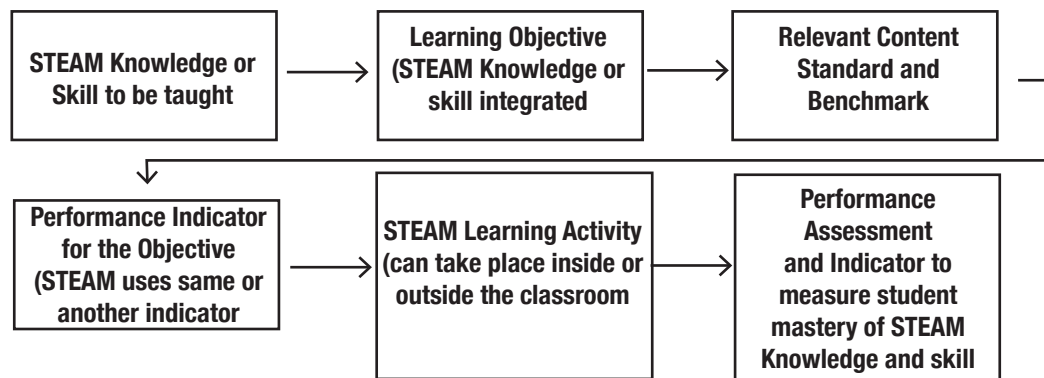 STEAM Knowledge or
Skill to be taught
Learning Objective
(STEAM Knowledge or
skill integrated
Relevant Content
Standard and
Benchmark
Performance Indicator
for the Objective
(STEAM uses same or
another indicator
STEAM Learning Activity
(can take place inside or
outside the classroom
Performance
Assessment
and Indicator to
measure student
mastery of STEAM
Knowledge and skill